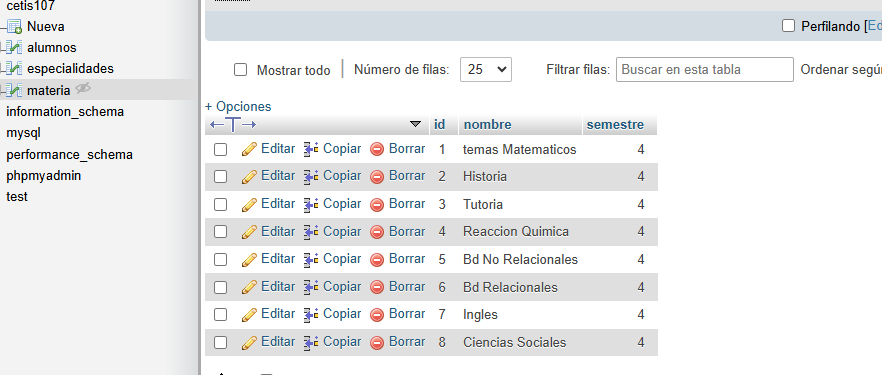 cetis107
Nueva
alumnos
especialidades
materia
information_schema
mysql
performance_schema
phpmyadmin
test
Perfilando [Ed
Mostrar todo Número de filas: 25 Filtrar filas: Buscar en esta tabla Ordenar segú
+ Opciones
←T→ id nombre semestre
Editar Copiar Borrar 1 temas Matematicos 4
Editar Copiar Borrar 2 Historia 4
Editar Copiar Borrar 3 Tutoria 4
Editar Copiar Borrar 4 Reaccion Quimica 4
Editar Copiar Borrar 5 Bd No Relacionales 4
Editar Copiar Borrar 6 Bd Relacionales 4
Editar Copiar Borrar 7 Ingles 4
Editar Copiar Borrar 8 Ciencias Sociales 4